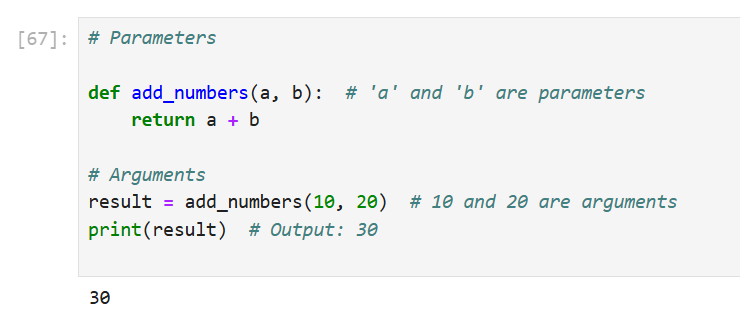 [67]: # Parameters
def add_numbers(a, b):  # 'a' and 'b' are parameters
    return a + b
# Arguments
result = add_numbers(10, 20)  # 10 and 20 are arguments
print(result)  # Output: 30
30